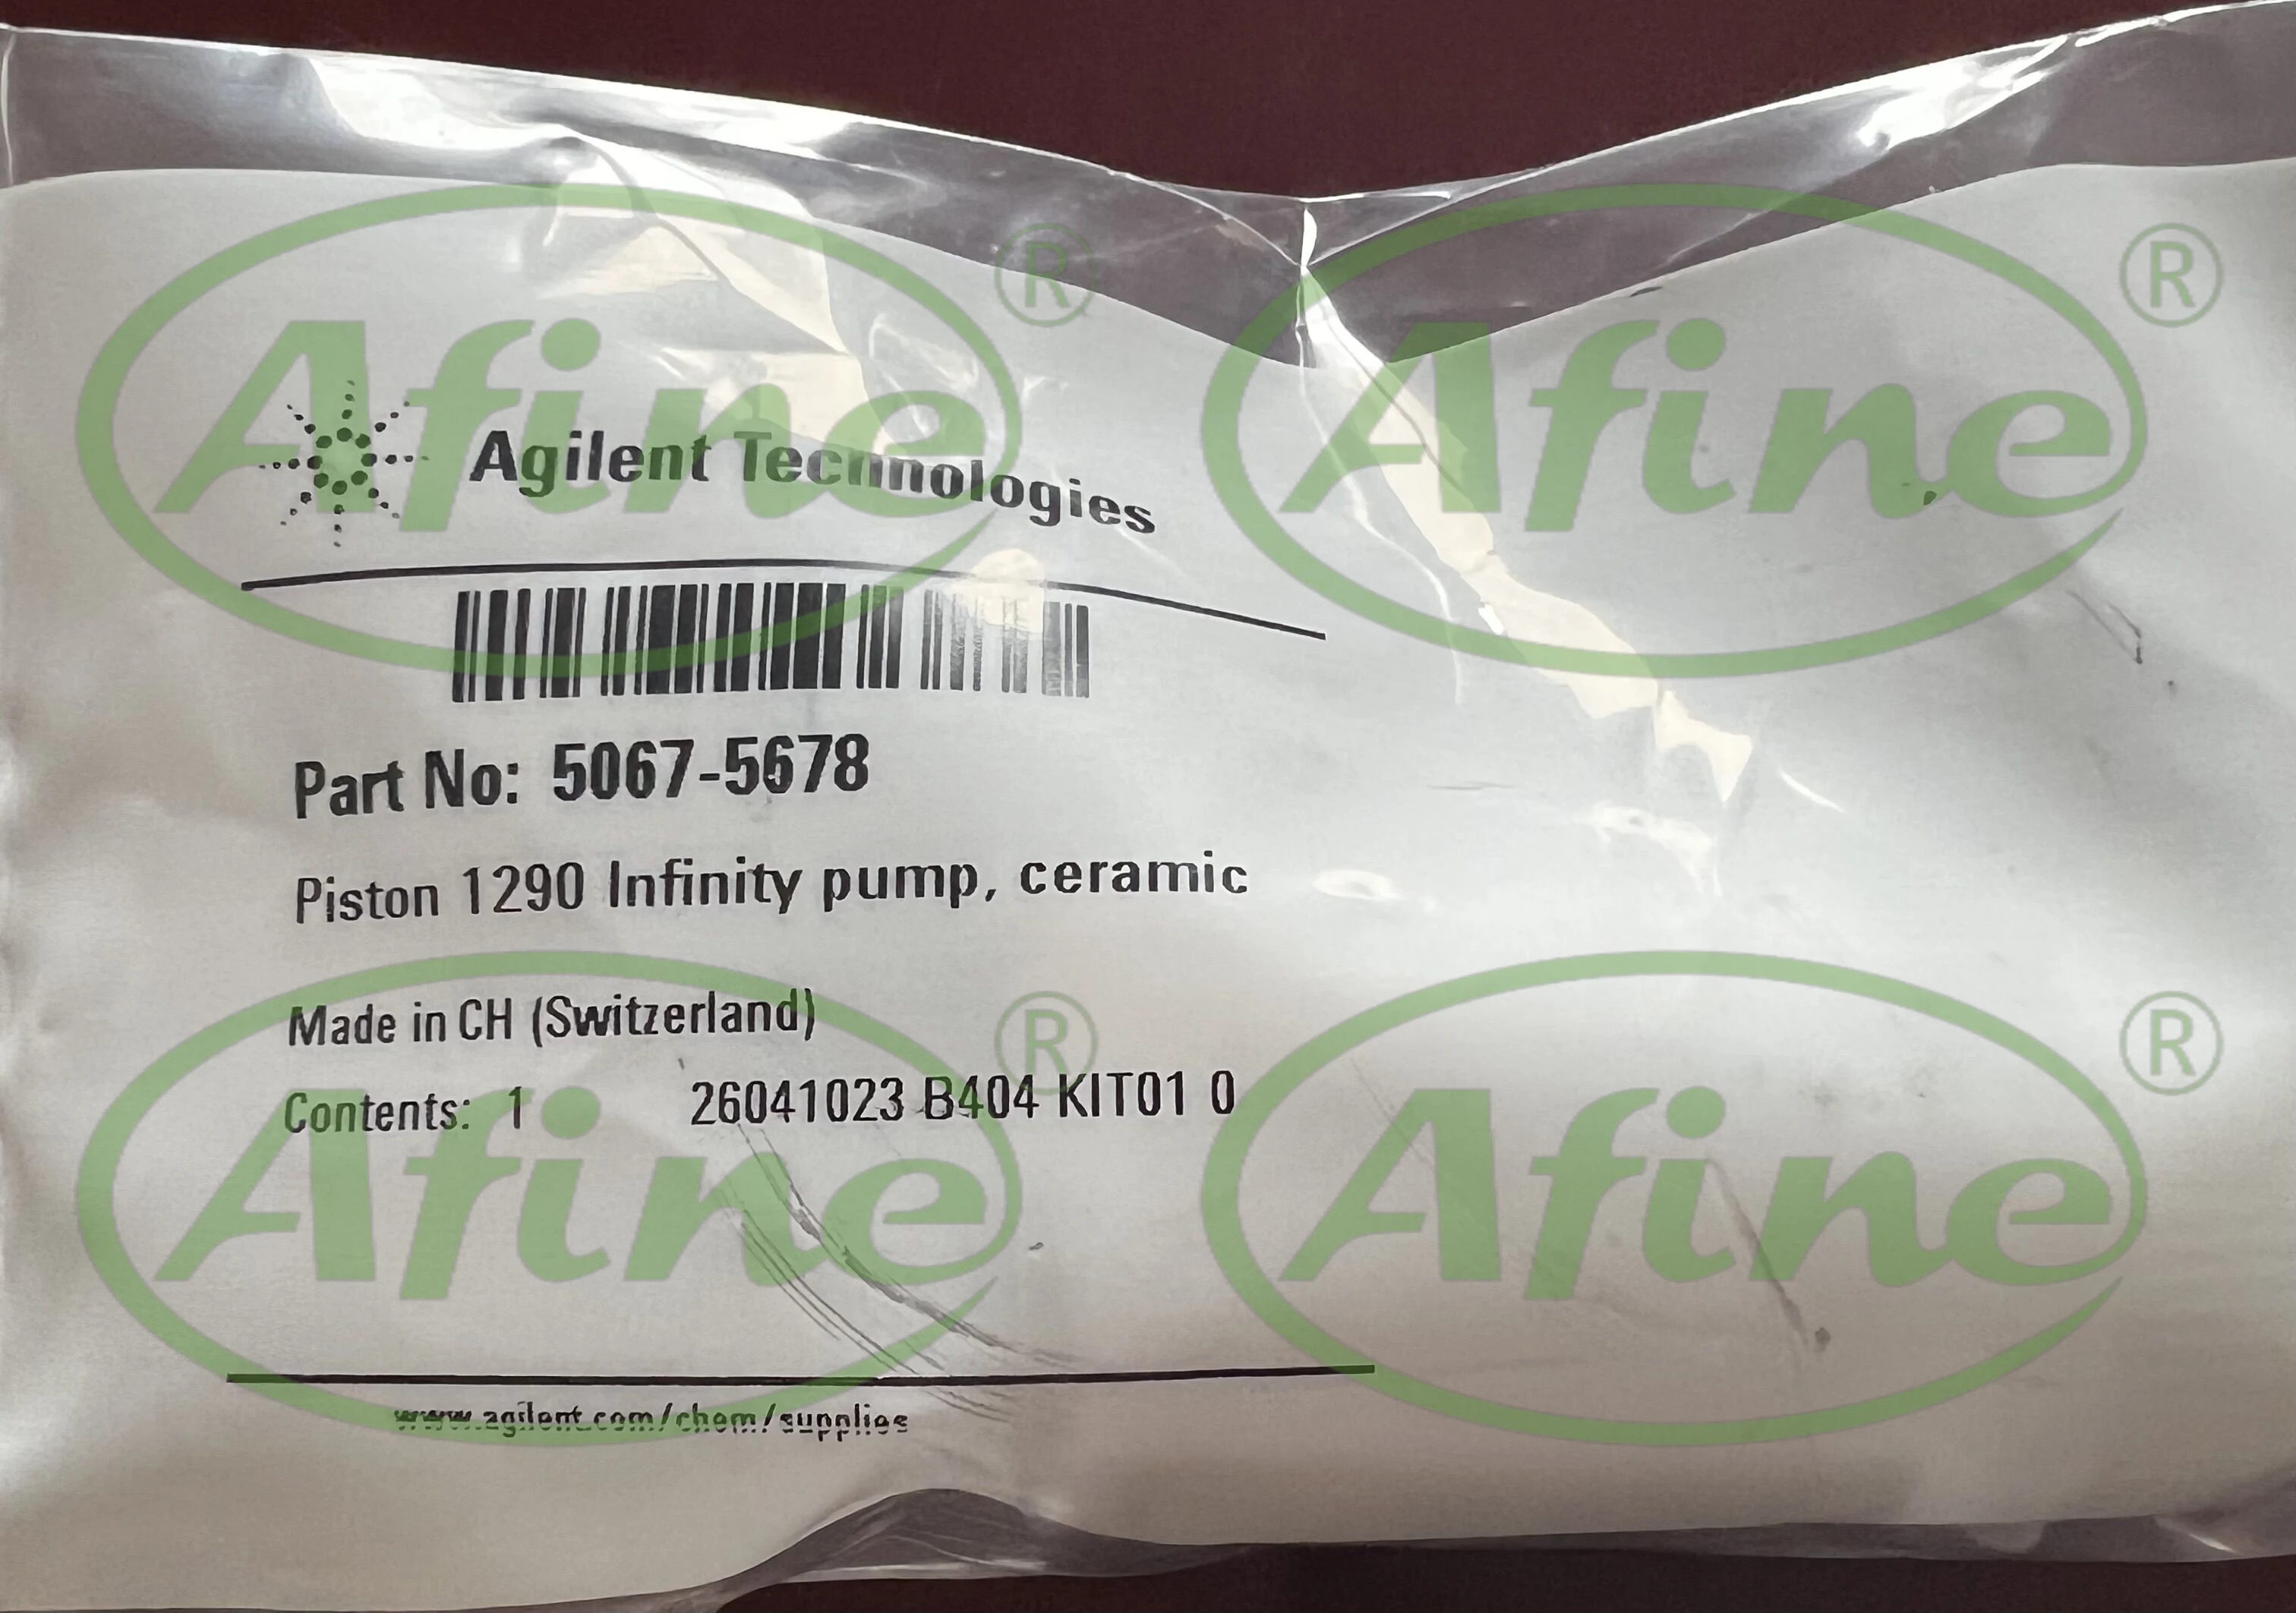 Afine®
Afine®
Agilent Technologies
Part No: 5067-5678
Piston 1290 Infinity pump, ceramic
Made in CH (Switzerland)
Contents: 1 26041023 B404 KIT01 0
Afine®
Afine®
www.agilent.com/chem/supplies